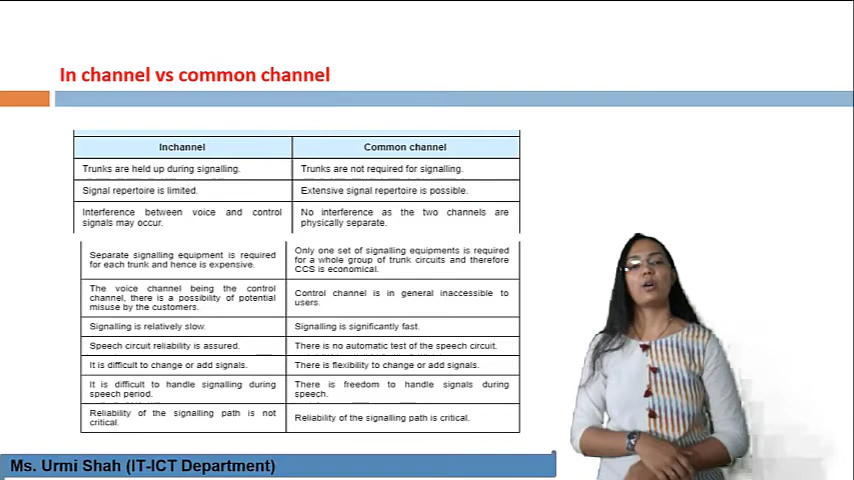 In channel vs common channel
Inchannel
Common channel
Trunks are held up during signalling.
Trunks are not required for signalling.
Signal repertoire is limited.
Extensive signal repertoire is possible.
Interference between voice and control
signals may occur.
No interference as the two channels are
physically separate.
Separate signalling equipment is required
for each trunk and hence is expensive.
Only one set of signalling equipments is required
for a whole group of trunk circuits and therefore
CCS is economical.
The voice channel being the control
channel, there is a possibility of potential
misuse by the customers.
Control channel is in general inaccessible to
users.
Signalling is relatively slow.
Signalling is significantly fast.
Speech circuit reliability is assured.
There is no automatic test of the speech circuit.
It is difficult to change or add signals.
There is flexibility to change or add signals.
It is difficult to handle signalling during
speech period.
There is freedom to handle signals during
speech.
Reliability of the signalling path is not
critical.
Reliability of the signalling path is critical.
Ms. Urmi Shah (IT-ICT Department)